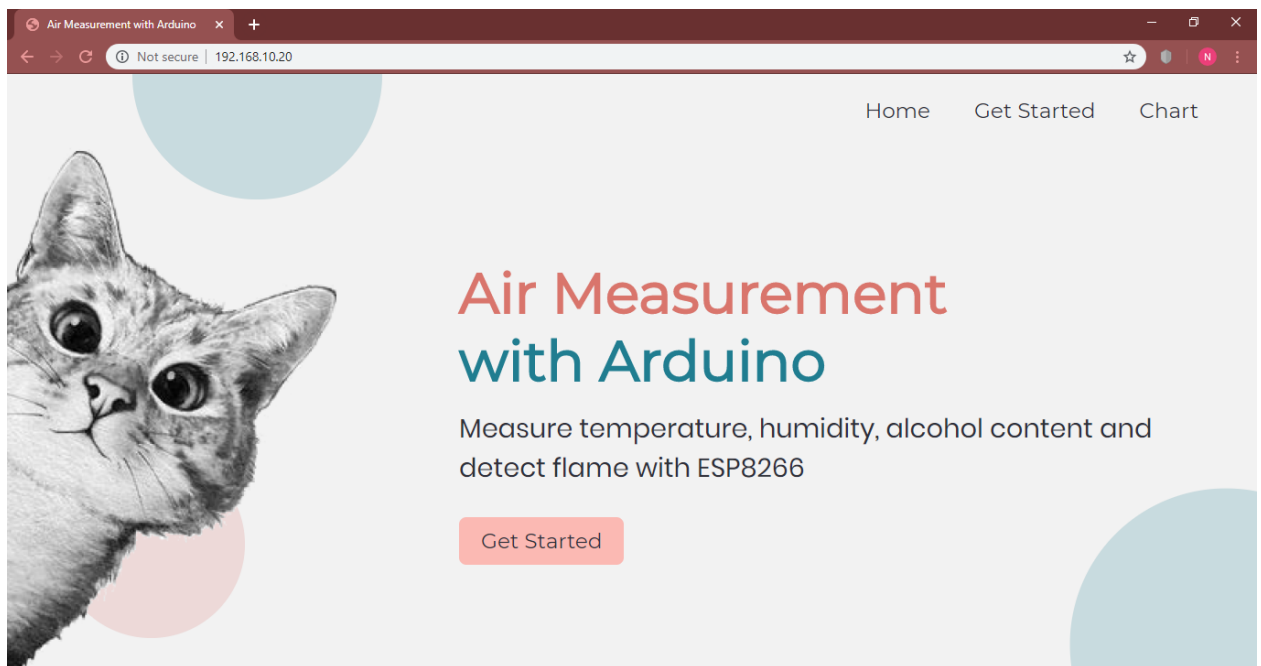 Air Measurement with Arduino
Not secure | 192.168.10.20
N
Home Get Started Chart
Air Measurement
with Arduino
Measure temperature, humidity, alcohol content and
detect flame with ESP8266
Get Started